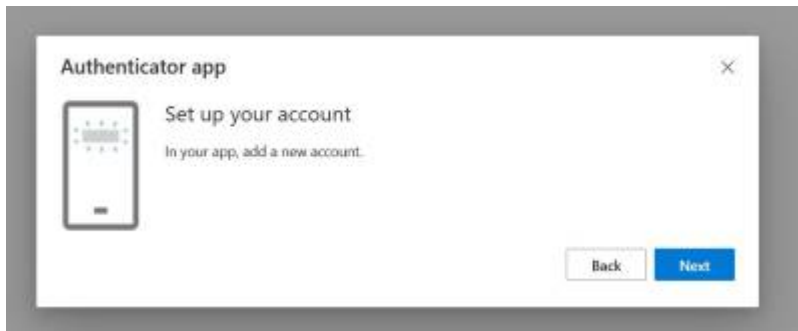 Authenticator app
Set up your account
In your app, add a new account.
Back
Next